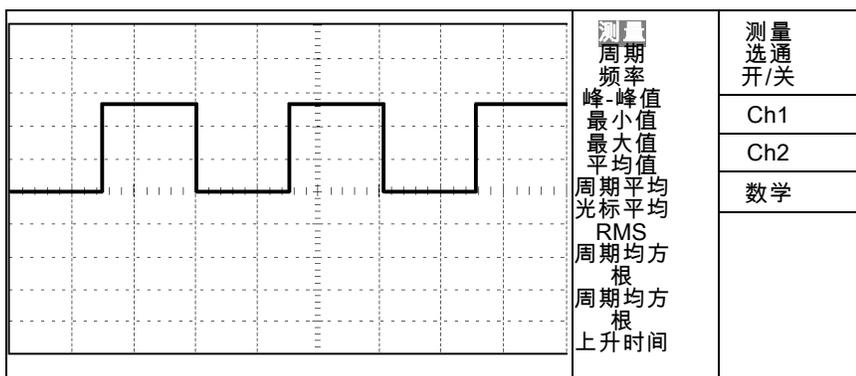 测量
周期
频率
峰-峰值
最小值
最大值
平均值
周期平均
光标平均
RMS
周期均方
根
周期均方
根
上升时间
测量
选通
开/关
Ch1
Ch2
数学